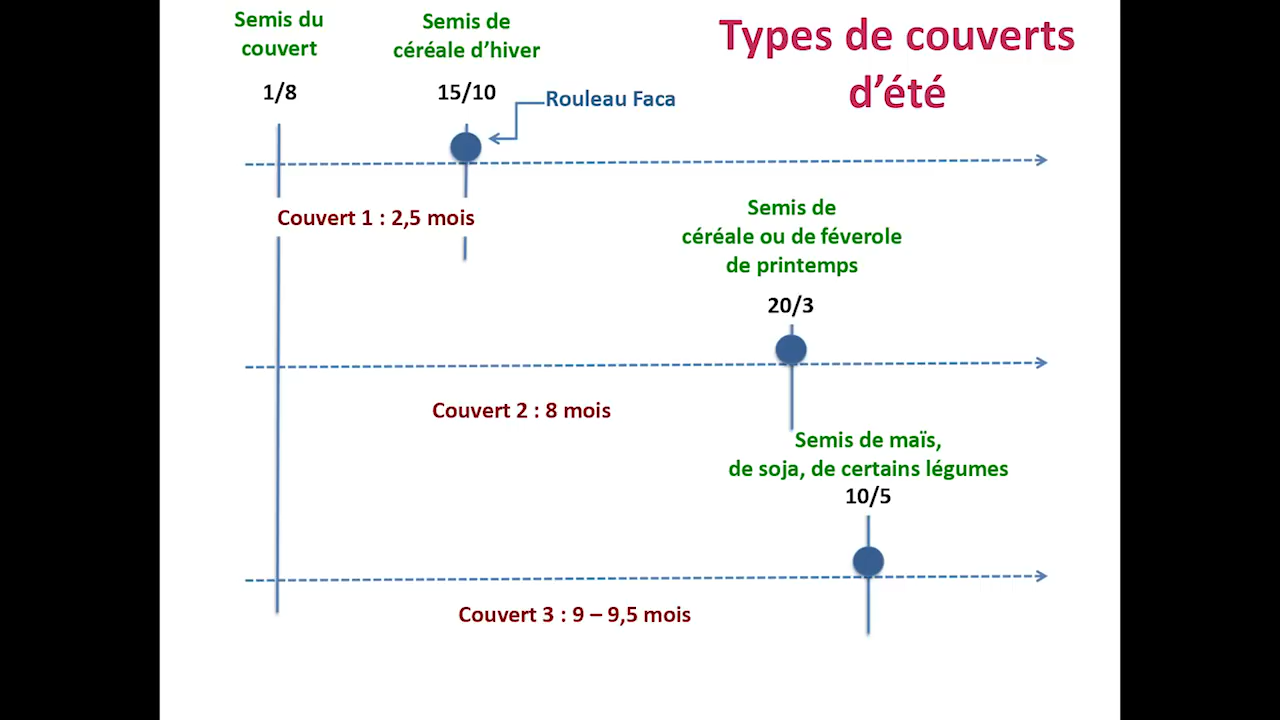 Types de couverts
d’été
Semis du
couvert
1/8
Semis de
céréale d’hiver
15/10
Rouleau Faca
Couvert 1 : 2,5 mois
Semis de
céréale ou de féverole
de printemps
20/3
Couvert 2 : 8 mois
Semis de maïs,
de soja, de certains légumes
10/5
Couvert 3 : 9 – 9,5 mois